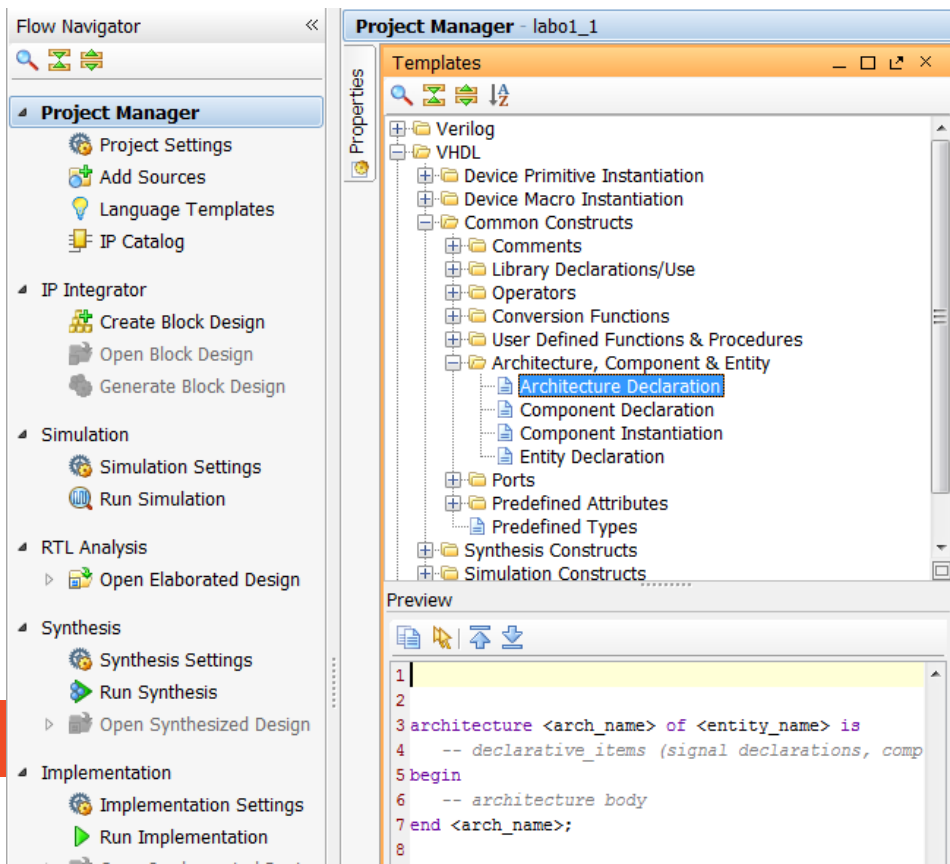 Flow Navigator
Project Manager
Project Settings
Add Sources
Language Templates
IP Catalog
IP Integrator
Create Block Design
Open Block Design
Generate Block Design
Simulation
Simulation Settings
Run Simulation
RTL Analysis
Open Elaborated Design
Synthesis
Synthesis Settings
Run Synthesis
Open Synthesized Design
Implementation
Implementation Settings
Run Implementation
Project Manager - labo1_1
Properties
Templates
Verilog
VHDL
Device Primitive Instantiation
Device Macro Instantiation
Common Constructs
Comments
Library Declarations/Use
Operators
Conversion Functions
User Defined Functions & Procedures
Architecture, Component & Entity
Architecture Declaration
Component Declaration
Component Instantiation
Entity Declaration
Ports
Predefined Attributes
Predefined Types
Synthesis Constructs
Simulation Constructs
Preview
1
2
3 architecture <arch_name> of <entity_name> is
4 -- declarative_items (signal declarations, comp
5 begin
6 -- architecture body
7 end <arch_name>;
8